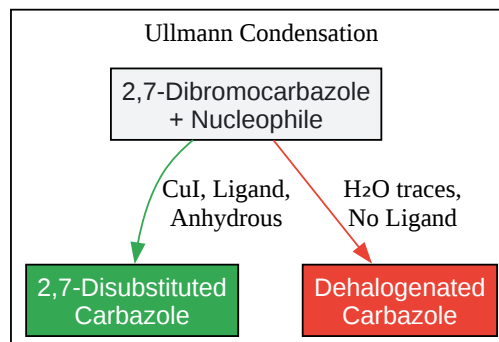 Ullmann Condensation
2,7-Dibromocarbazole
+ Nucleophile
CuI, Ligand,
Anhydrous
H₂O traces,
No Ligand
2,7-Disubstituted
Carbazole
Dehalogenated
Carbazole